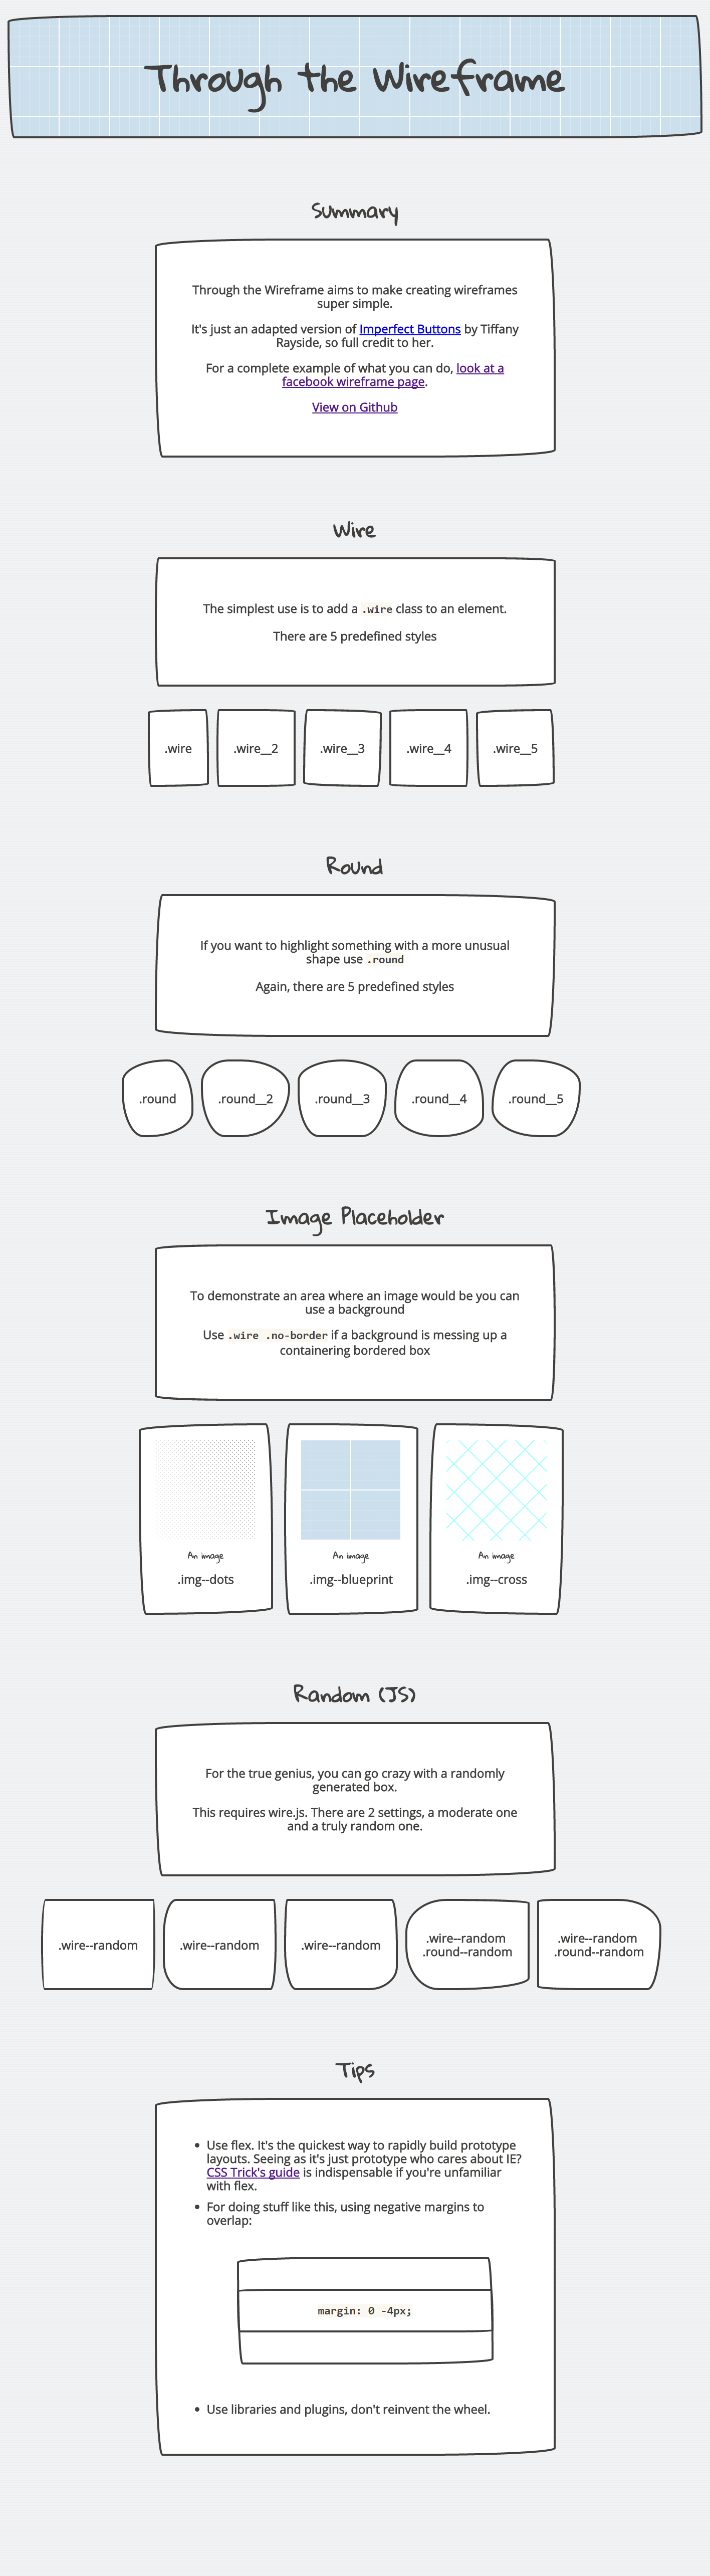 Through the Wireframe
Summary
Through the Wireframe aims to make creating wireframes
super simple.
It's just an adapted version of Imperfect Buttons by Tiffany
Rayside, so full credit to her.
For a complete example of what you can do, look at a
facebook wireframe page.
View on Github
Wire
The simplest use is to add a .wire class to an element.
There are 5 predefined styles
.wire
.wire__2
.wire__3
.wire__4
.wire__5
Round
If you want to highlight something with a more unusual
shape use .round
Again, there are 5 predefined styles
.round
.round__2
.round__3
.round__4
.round__5
Image Placeholder
To demonstrate an area where an image would be you can
use a background
Use .wire .no-border if a background is messing up a
containering bordered box
An image
.img--dots
An image
.img--blueprint
An image
.img--cross
Random (JS)
For the true genius, you can go crazy with a randomly
generated box.
This requires wire.js. There are 2 settings, a moderate one
and a truly random one.
.wire--random
.wire--random
.wire--random
.wire--random
.round--random
.wire--random
.round--random
Tips
• Use flex. It's the quickest way to rapidly build prototype
layouts. Seeing as it's just prototype who cares about IE?
CSS Trick's guide is indispensable if you're unfamiliar
with flex.
• For doing stuff like this, using negative margins to
overlap:
margin: 0 -4px;
• Use libraries and plugins, don't reinvent the wheel.